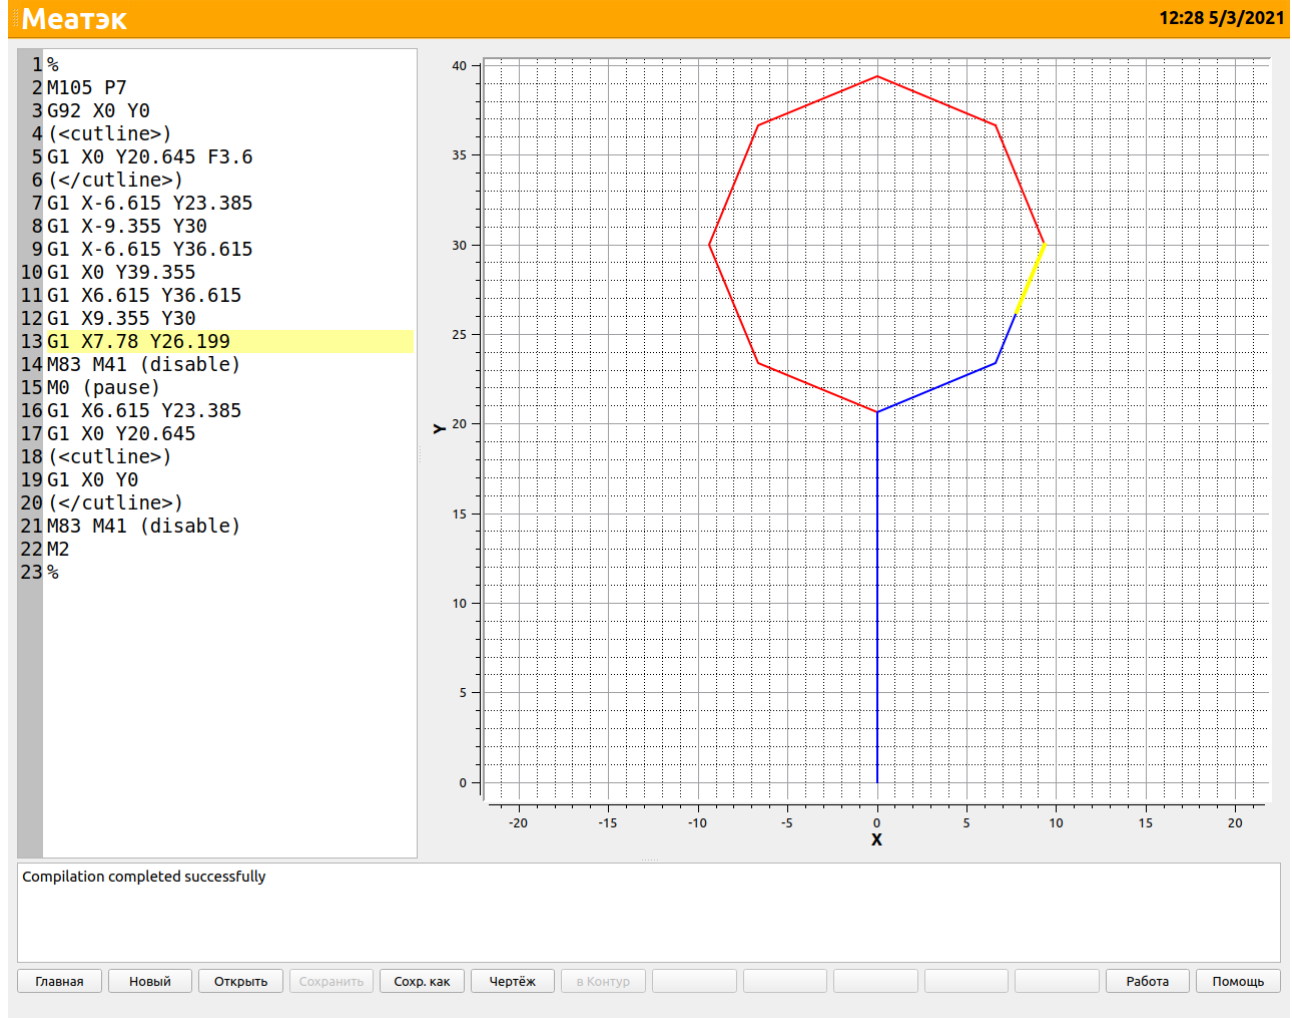 Меатэк
12:28 5/3/2021
1 %
2 M105 P7
3 G92 X0 Y0
4 (<cutline>)
5 G1 X0 Y20.645 F3.6
6 (</cutline>)
7 G1 X-6.615 Y23.385
8 G1 X-9.355 Y30
9 G1 X-6.615 Y36.615
10 G1 X0 Y39.355
11 G1 X6.615 Y36.615
12 G1 X9.355 Y30
13 G1 X7.78 Y26.199
14 M83 M41 (disable)
15 M0 (pause)
16 G1 X6.615 Y23.385
17 G1 X0 Y20.645
18 (<cutline>)
19 G1 X0 Y0
20 (</cutline>)
21 M83 M41 (disable)
22 M2
23 %
40
35
30
25
20
15
10
5
0
Y
-20 -15 -10 -5 0 5 10 15 20
X
Compilation completed successfully
Главная Новый Открыть Сохранить Сохр. как Чертёж в Контур Работа Помощь